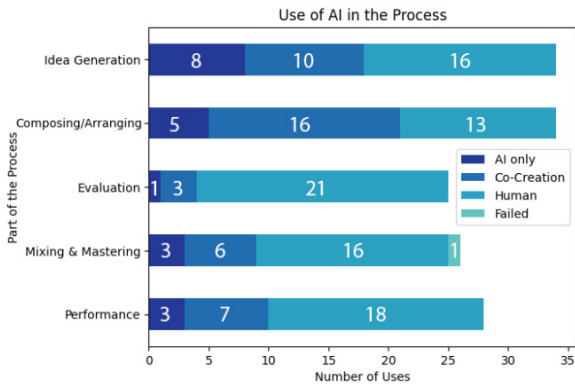 Use of AI in the Process
Idea Generation
8 10 16
Composing/Arranging
5 16 13
Evaluation
1 3 21
Mixing & Mastering
3 6 16 1
Performance
3 7 18
AI only
Co-Creation
Human
Failed
Part of the Process
0 5 10 15 20 25 30 35
Number of Uses